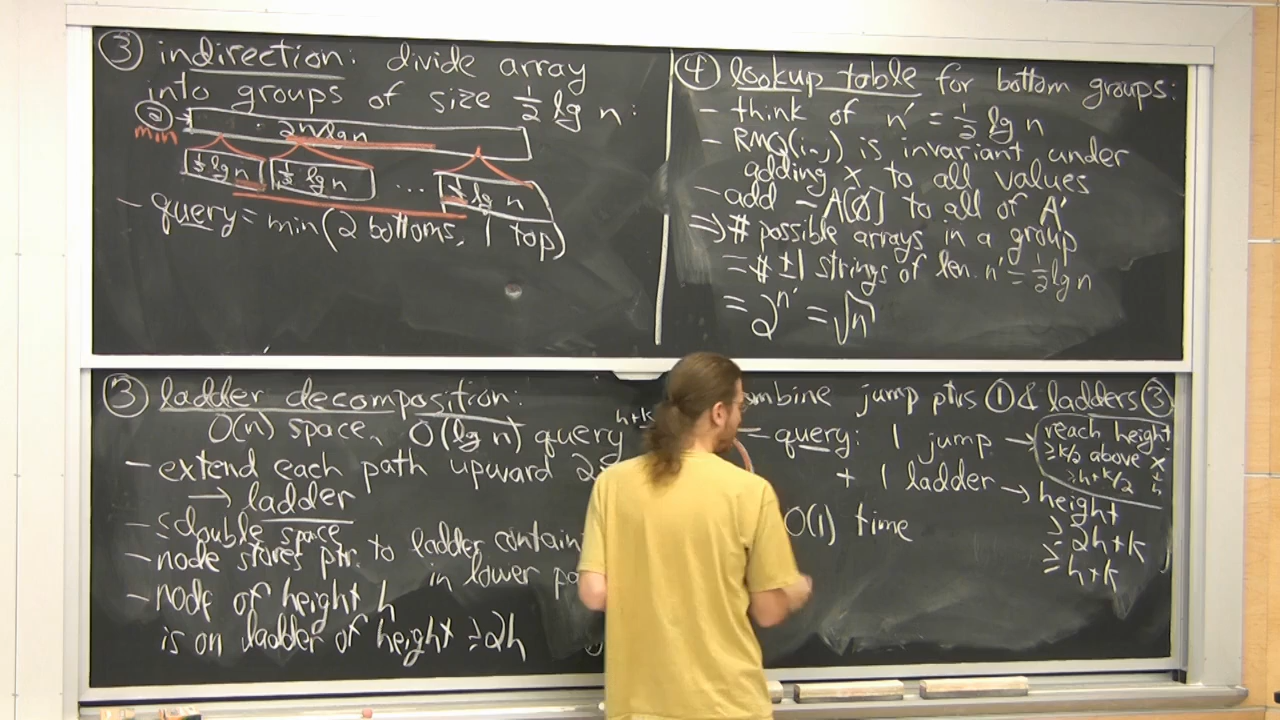 ③ indirection: divide array
into groups of size ½ lg n:
②
min
2n/lg n
½ lg n ½ lg n ... ½ lg n
- query = min(2 bottoms, 1 top)
④ lookup table for bottom groups:
- think of n' = ½ lg n
- RMQ(i,j) is invariant under
adding x to all values
- add -A[∅] to all of A'
⇒ # possible arrays in a group
= # ±1 strings of len. n' = ½ lg n
= 2^n' = √n
③ ladder decomposition:
O(n) space, O(lg n) query
h+k
- extend each path upward 2
→ ladder
- ≤double space
- node stores ptr. to ladder
in lower
- node of height h
is on ladder of height ≥2h
jump ptrs ① & ladders ③
- query: 1 jump → reach height
≥k/2 above x
≥h+k/2 h
+ 1 ladder → height
≥ 2h+k
≥ h+k
O(1) time